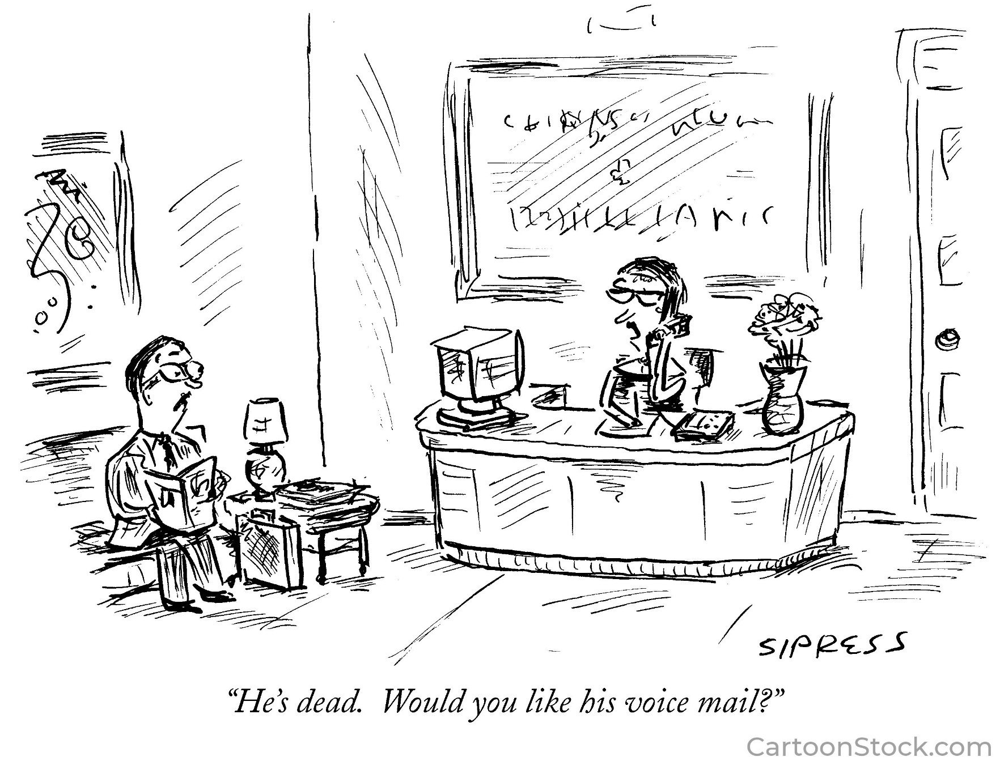 SIPRESS
“He’s dead.  Would you like his voice mail?”
CartoonStock.com